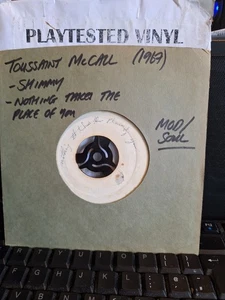 PLAYTESTED VINYL
TOUSSAINT McCALL (1967)
- SHIMMY
- NOTHING TAKES THE
PLACE OF YOU
MOD/
SOUL